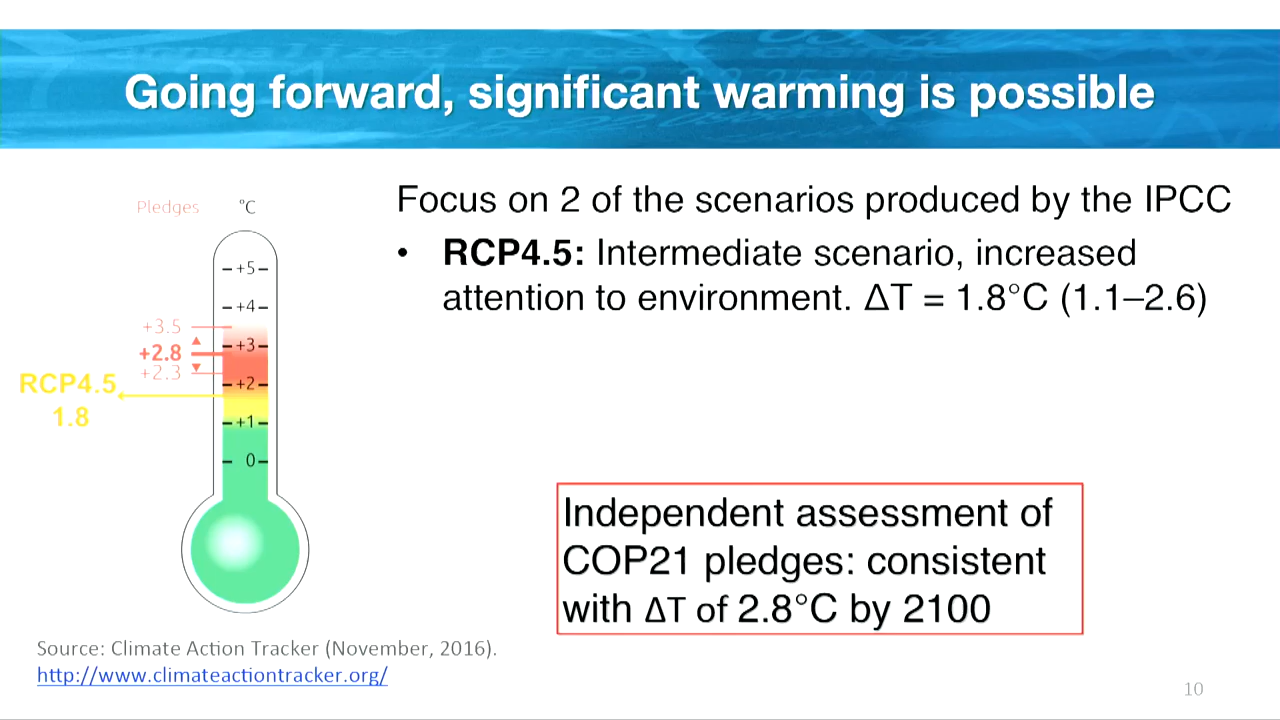 Going forward, significant warming is possible
Pledges °C
+5
+4
+3.5
+3
+2.8
+2.3
+2
RCP4.5
1.8
+1
0
Focus on 2 of the scenarios produced by the IPCC
• RCP4.5: Intermediate scenario, increased
attention to environment. ΔT = 1.8°C (1.1–2.6)
Independent assessment of
COP21 pledges: consistent
with ΔT of 2.8°C by 2100
Source: Climate Action Tracker (November, 2016).
http://www.climateactiontracker.org/
10